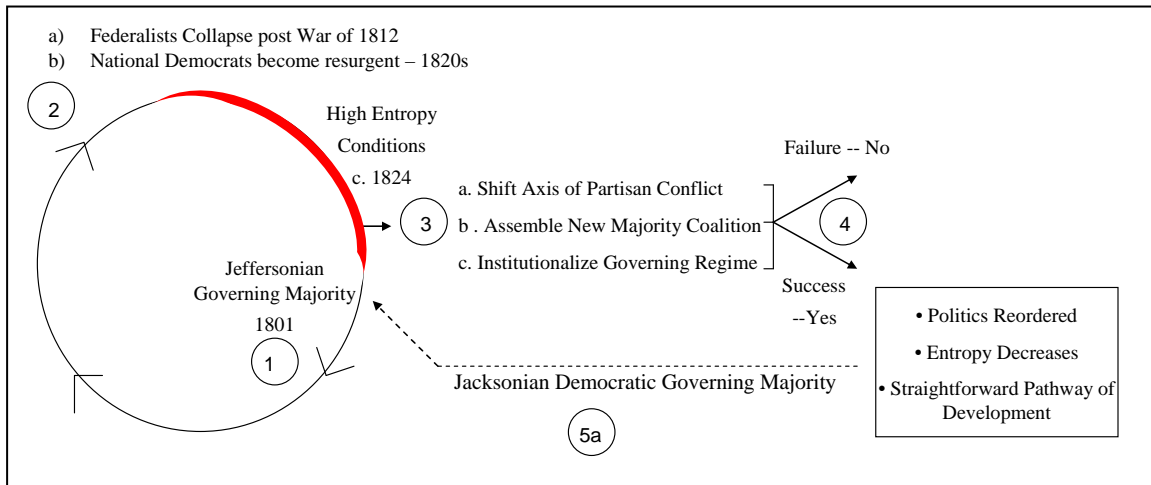 a) Federalists Collapse post War of 1812
b) National Democrats become resurgent – 1820s
2
High Entropy
Conditions
c. 1824
3
a. Shift Axis of Partisan Conflict
b . Assemble New Majority Coalition
c. Institutionalize Governing Regime
Failure -- No
4
Success
--Yes
Jeffersonian
Governing Majority
1801
1
• Politics Reordered
• Entropy Decreases
• Straightforward Pathway of
Development
Jacksonian Democratic Governing Majority
5a